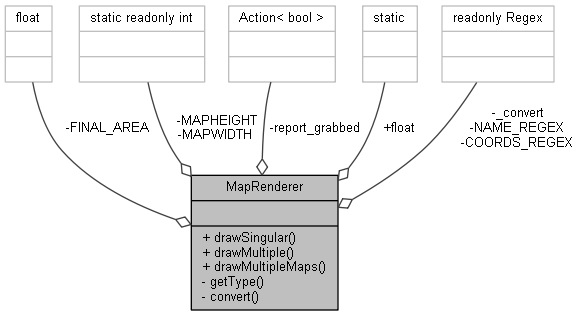 float
static readonly int
Action< bool >
static
readonly Regex
-FINAL_AREA
-MAPHEIGHT
-MAPWIDTH
-report_grabbed
+float
-_convert
-NAME_REGEX
-COORDS_REGEX
MapRenderer
+ drawSingular()
+ drawMultiple()
+ drawMultipleMaps()
- getType()
- convert()